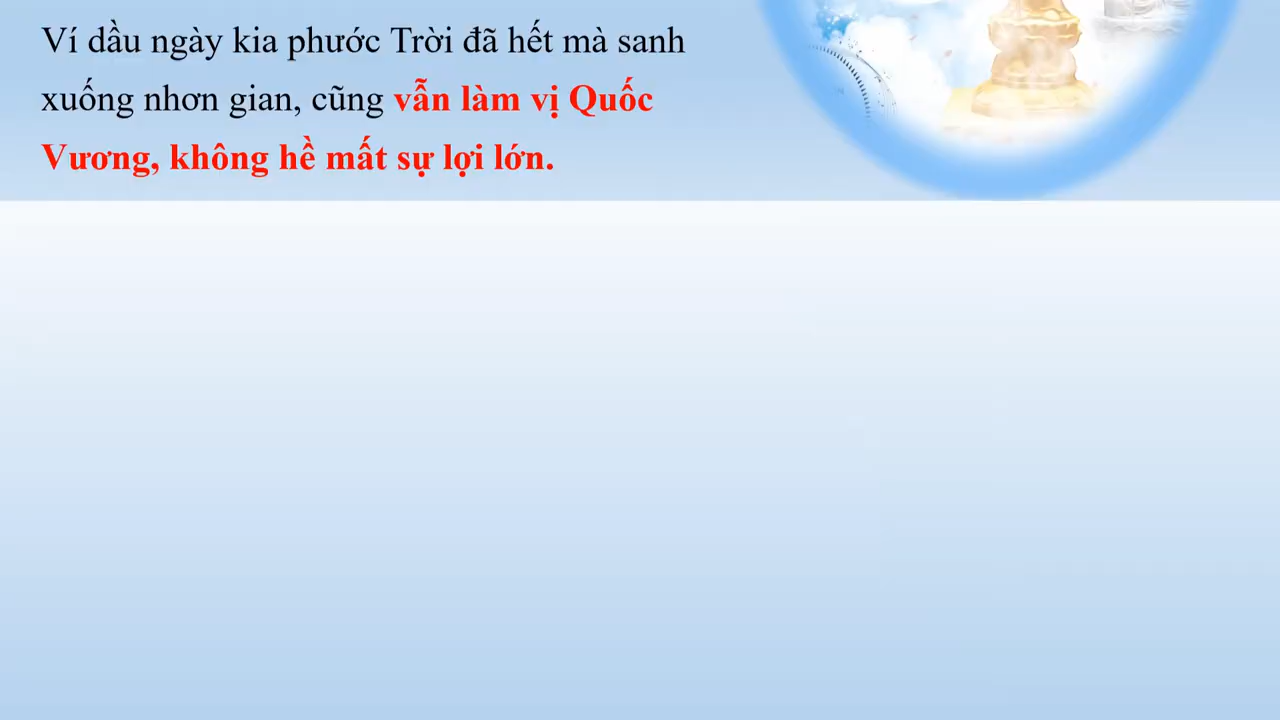 Ví dầu ngày kia phước Trời đã hết mà sanh
xuống nhơn gian, cũng vẫn làm vị Quốc
Vương, không hề mất sự lợi lớn.